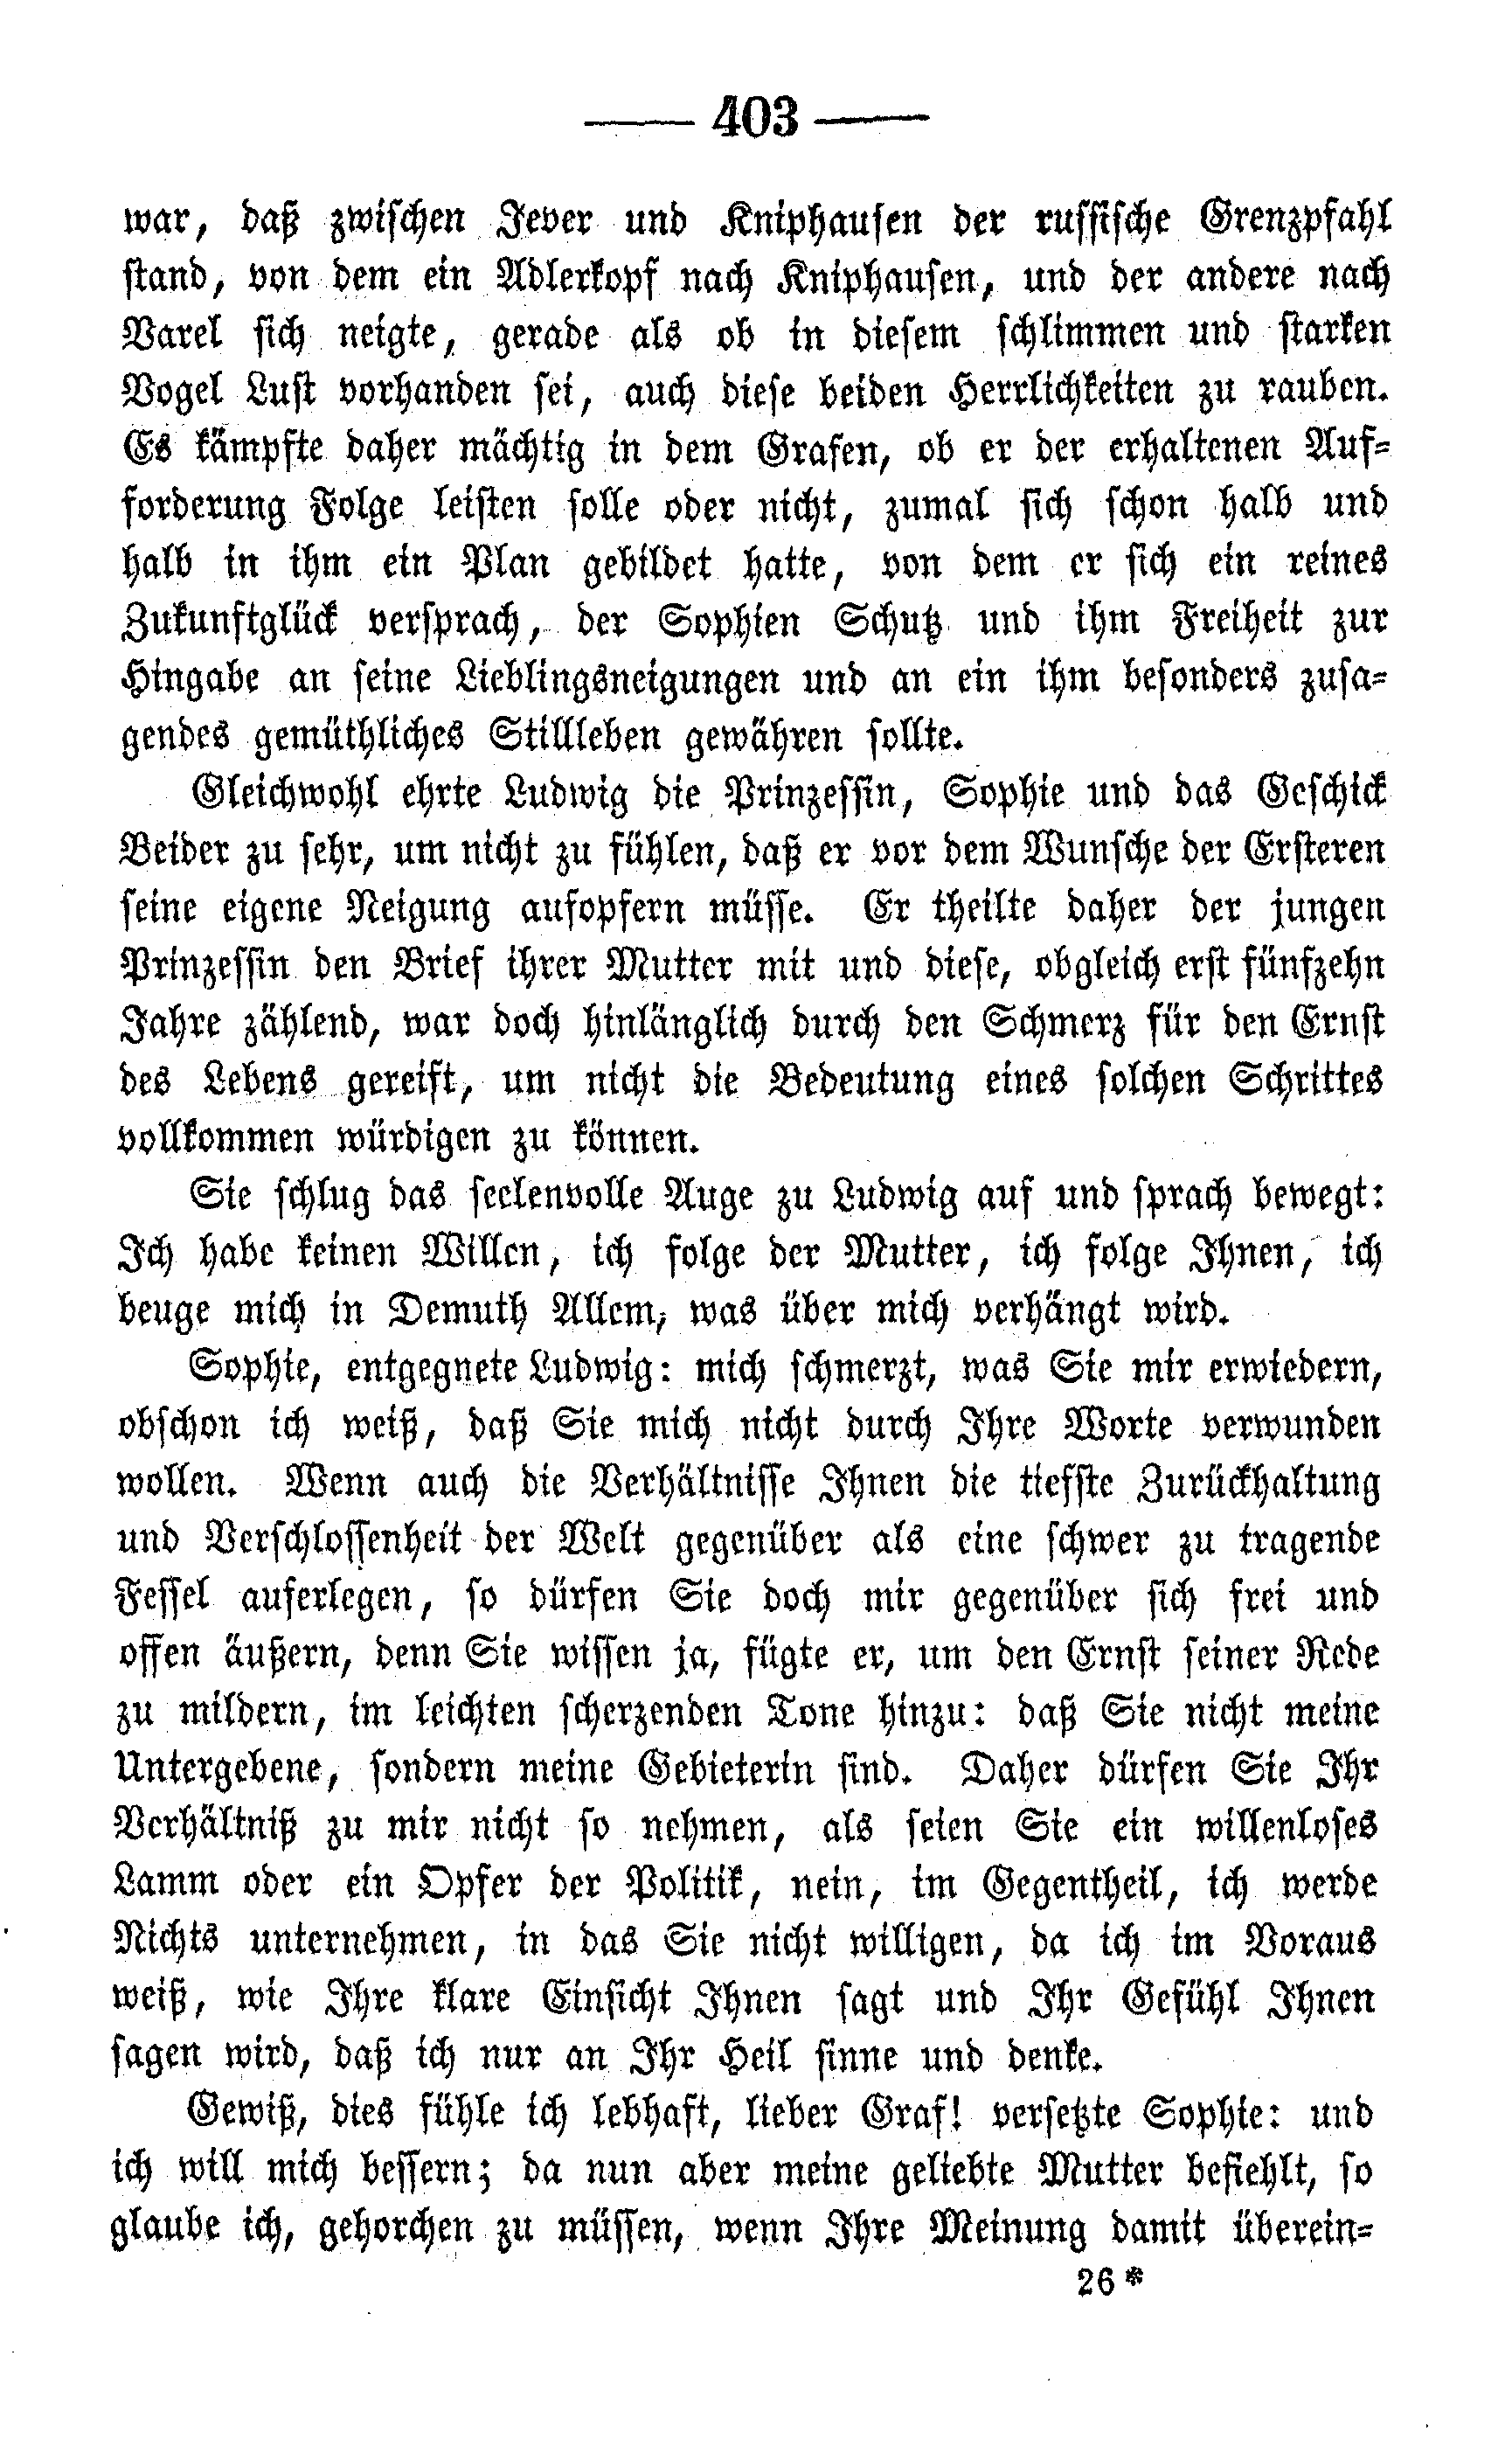 — 403 —
war, daß zwischen Jever und Kniphausen der russische Grenzpfahl
stand, von dem ein Adlerkopf nach Kniphausen, und der andere nach
Varel sich neigte, gerade als ob in diesem schlimmen und starken
Vogel Lust vorhanden sei, auch diese beiden Herrlichkeiten zu rauben.
Es kämpfte daher mächtig in dem Grafen, ob er der erhaltenen Auf-
forderung Folge leisten solle oder nicht, zumal sich schon halb und
halb in ihm ein Plan gebildet hatte, von dem er sich ein reines
Zukunftglück versprach, der Sophien Schutz und ihm Freiheit zur
Hingabe an seine Lieblingsneigungen und an ein ihm besonders zusa-
gendes gemüthliches Stillleben gewähren sollte.
Gleichwohl ehrte Ludwig die Prinzessin, Sophie und das Geschick
Beider zu sehr, um nicht zu fühlen, daß er vor dem Wunsche der Ersteren
seine eigene Neigung aufopfern müsse. Er theilte daher der jungen
Prinzessin den Brief ihrer Mutter mit und diese, obgleich erst fünfzehn
Jahre zählend, war doch hinlänglich durch den Schmerz für den Ernst
des Lebens gereift, um nicht die Bedeutung eines solchen Schrittes
vollkommen würdigen zu können.
Sie schlug das seelenvolle Auge zu Ludwig auf und sprach bewegt:
Ich habe keinen Willen, ich folge der Mutter, ich folge Ihnen, ich
beuge mich in Demuth Allem, was über mich verhängt wird.
Sophie, entgegnete Ludwig: mich schmerzt, was Sie mir erwiedern,
obschon ich weiß, daß Sie mich nicht durch Ihre Worte verwunden
wollen. Wenn auch die Verhältnisse Ihnen die tiefste Zurückhaltung
und Verschlossenheit der Welt gegenüber als eine schwer zu tragende
Fessel auferlegen, so dürfen Sie doch mir gegenüber sich frei und
offen äußern, denn Sie wissen ja, fügte er, um den Ernst seiner Rede
zu mildern, im leichten scherzenden Tone hinzu: daß Sie nicht meine
Untergebene, sondern meine Gebieterin sind. Daher dürfen Sie Ihr
Verhältniß zu mir nicht so nehmen, als seien Sie ein willenloses
Lamm oder ein Opfer der Politik, nein, im Gegentheil, ich werde
Nichts unternehmen, in das Sie nicht willigen, da ich im Voraus
weiß, wie Ihre klare Einsicht Ihnen sagt und Ihr Gefühl Ihnen
sagen wird, daß ich nur an Ihr Heil sinne und denke.
Gewiß, dies fühle ich lebhaft, lieber Graf! versetzte Sophie: und
ich will mich bessern; da nun aber meine geliebte Mutter befiehlt, so
glaube ich, gehorchen zu müssen, wenn Ihre Meinung damit überein-
26*